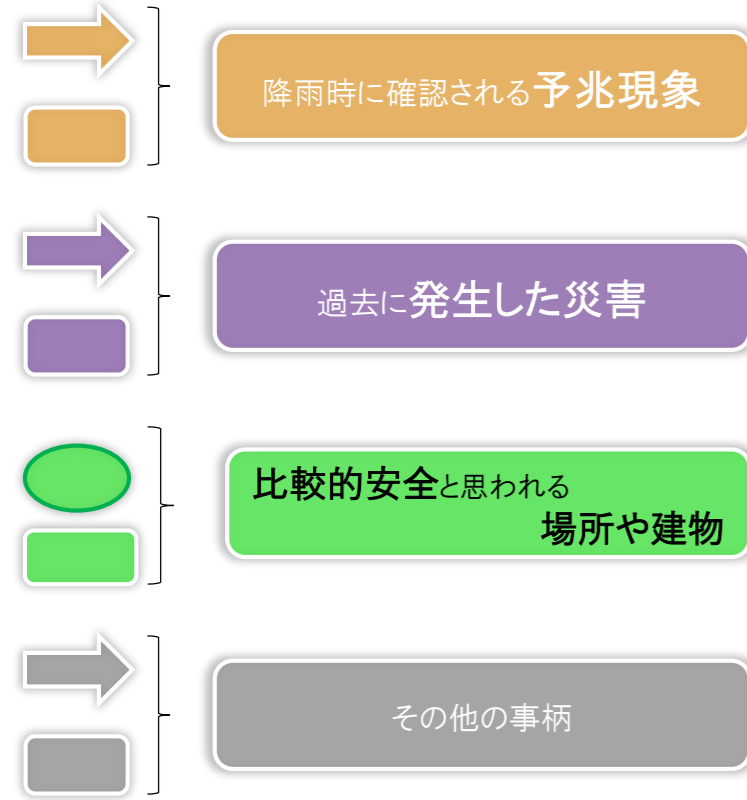 降雨時に確認される予兆現象
過去に発生した災害
比較的安全と思われる
場所や建物
その他の事柄